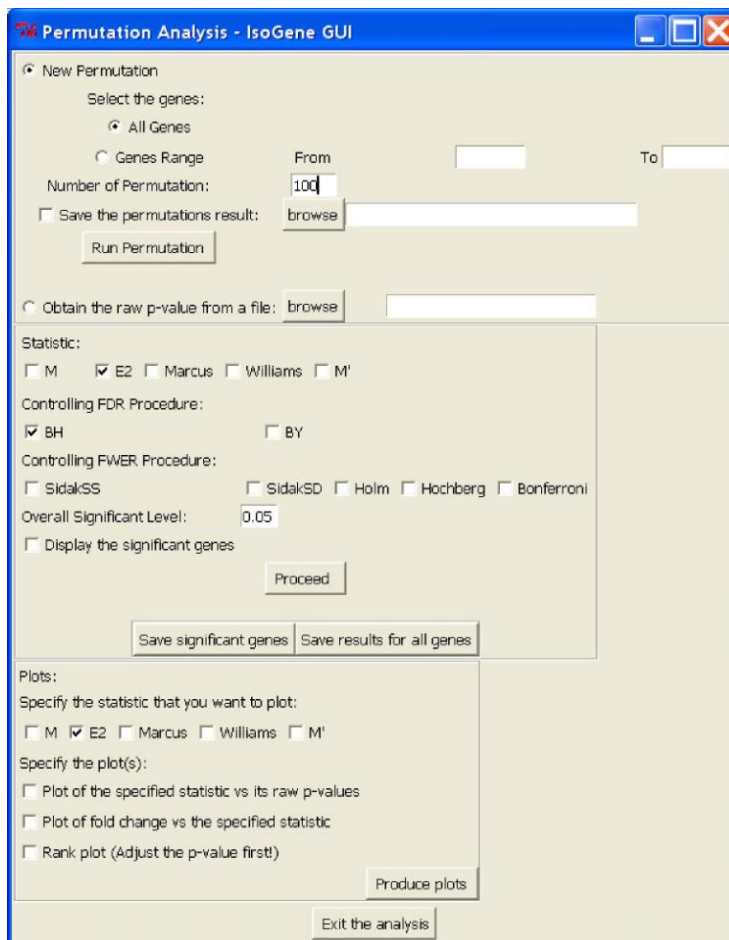 Permutation Analysis - IsoGene GUI
New Permutation
Select the genes:
All Genes
Genes Range From To
Number of Permutation: 100
Save the permutations result: browse
Run Permutation
Obtain the raw p-value from a file: browse
Statistic:
M E2 Marcus Williams M'
Controlling FDR Procedure:
BH BY
Controlling FWER Procedure:
SidakSS SidakSD Holm Hochberg Bonferroni
Overall Significant Level: 0.05
Display the significant genes
Proceed
Save significant genes Save results for all genes
Plots:
Specify the statistic that you want to plot:
M E2 Marcus Williams M'
Specify the plot(s):
Plot of the specified statistic vs its raw p-values
Plot of fold change vs the specified statistic
Rank plot (Adjust the p-value first!)
Produce plots
Exit the analysis